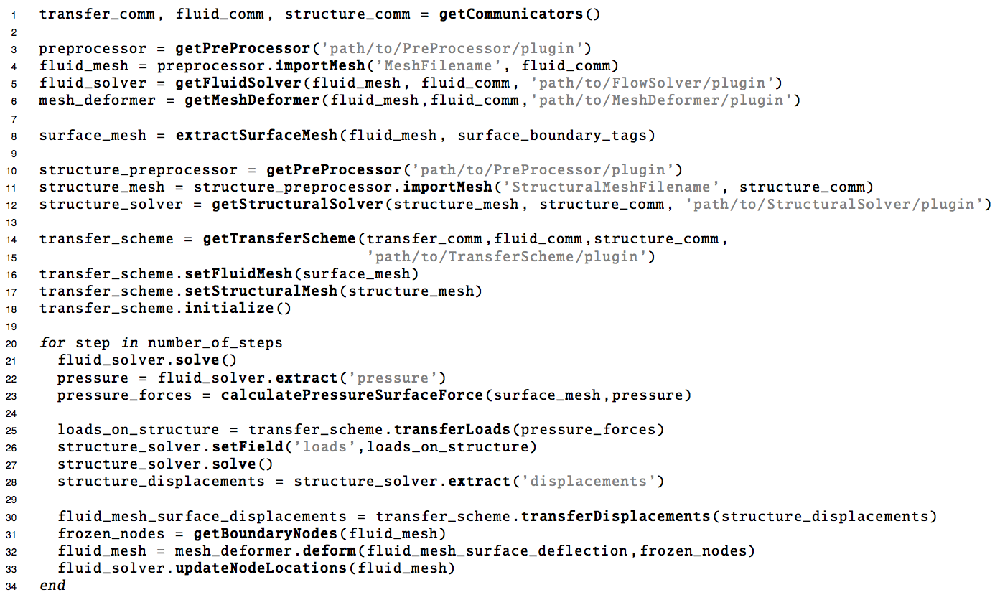 1 transfer_comm, fluid_comm, structure_comm = getCommunicators()
2
3 preprocessor = getPreProcessor('path/to/PreProcessor/plugin')
4 fluid_mesh = preprocessor.importMesh('MeshFilename', fluid_comm)
5 fluid_solver = getFluidSolver(fluid_mesh, fluid_comm, 'path/to/FlowSolver/plugin')
6 mesh_deformer = getMeshDeformer(fluid_mesh,fluid_comm,'path/to/MeshDeformer/plugin')
7
8 surface_mesh = extractSurfaceMesh(fluid_mesh, surface_boundary_tags)
9
10 structure_preprocessor = getPreProcessor('path/to/PreProcessor/plugin')
11 structure_mesh = structure_preprocessor.importMesh('StructuralMeshFilename', structure_comm)
12 structure_solver = getStructuralSolver(structure_mesh, structure_comm, 'path/to/StructuralSolver/plugin')
13
14 transfer_scheme = getTransferScheme(transfer_comm,fluid_comm,structure_comm,
15 'path/to/TransferScheme/plugin')
16 transfer_scheme.setFluidMesh(surface_mesh)
17 transfer_scheme.setStructuralMesh(structure_mesh)
18 transfer_scheme.initialize()
19
20 for step in number_of_steps
21 fluid_solver.solve()
22 pressure = fluid_solver.extract('pressure')
23 pressure_forces = calculatePressureSurfaceForce(surface_mesh,pressure)
24
25 loads_on_structure = transfer_scheme.transferLoads(pressure_forces)
26 structure_solver.setField('loads',loads_on_structure)
27 structure_solver.solve()
28 structure_displacements = structure_solver.extract('displacements')
29
30 fluid_mesh_surface_displacements = transfer_scheme.transferDisplacements(structure_displacements)
31 frozen_nodes = getBoundaryNodes(fluid_mesh)
32 fluid_mesh = mesh_deformer.deform(fluid_mesh_surface_deflection,frozen_nodes)
33 fluid_solver.updateNodeLocations(fluid_mesh)
34 end